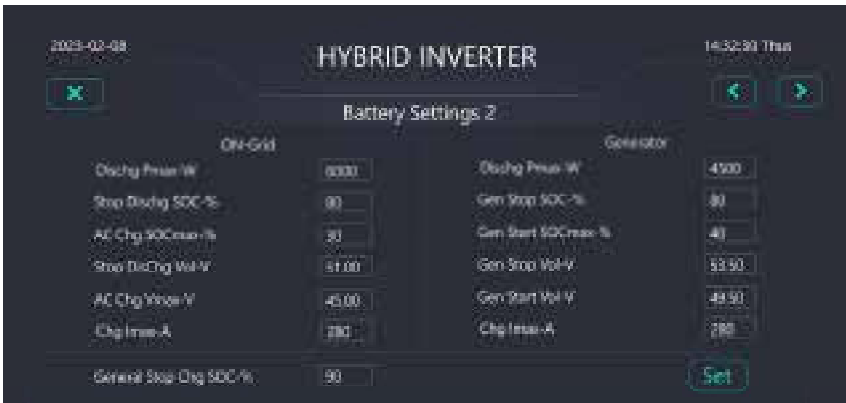 2023-02-08
HYBRID INVERTER
14:32:30 Thus
Battery Settings 2
ON-Grid
Generator
Dischg Pmax-W 6000 Dischg Pmax-W 4500
Stop Dischg SOC-% 80 Gen Stop SOC-% 80
AC Chg SOCmax-% 30 Gen Start SOCmax-% 40
Stop DisChg Vol-V 51.00 Gen Stop Vol-V 53.50
AC Chg Vmax-V 45.00 Gen Start Vol-V 49.50
Chg Imax-A 280 Chg Imax-A 280
General Stop Chg SOC-% 90 Set